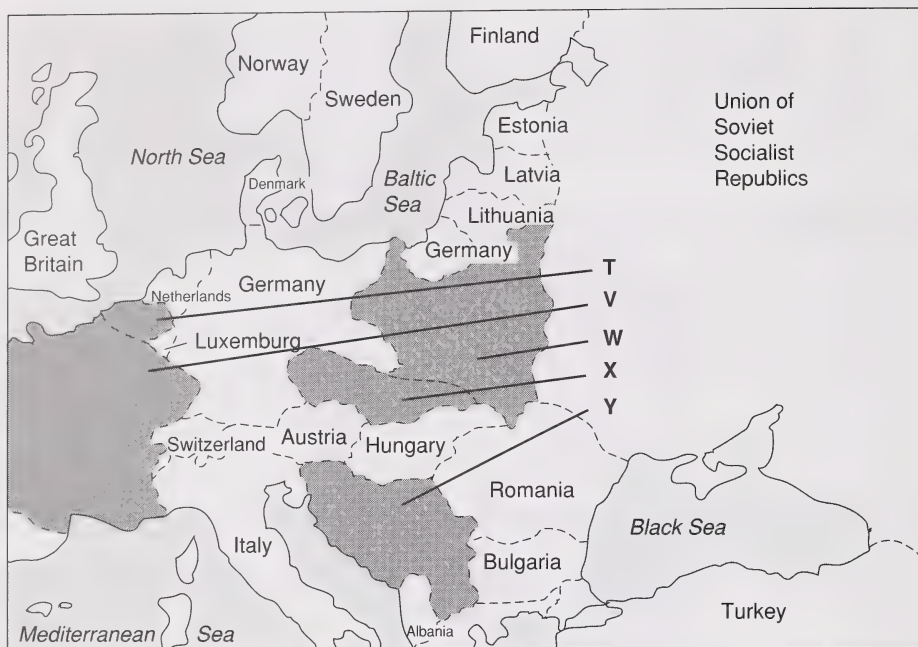 Finland
Norway
Sweden
Union of
Soviet
Socialist
Republics
Estonia
North Sea
Latvia
Baltic
Sea
Denmark
Lithuania
Great
Britain
Germany
T
Germany
Netherlands
V
Luxemburg
W
X
Y
Switzerland
Austria
Hungary
Romania
Black Sea
Italy
Bulgaria
Turkey
Albania
Mediterranean Sea